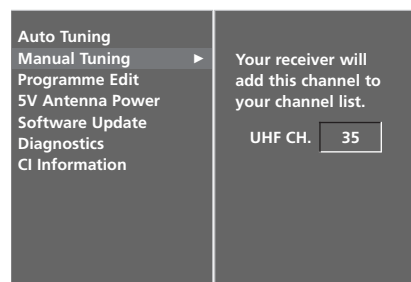 Auto Tuning
Manual Tuning ►
Programme Edit
5V Antenna Power
Software Update
Diagnostics
CI Information
Your receiver will
add this channel to
your channel list.
UHF CH. 35